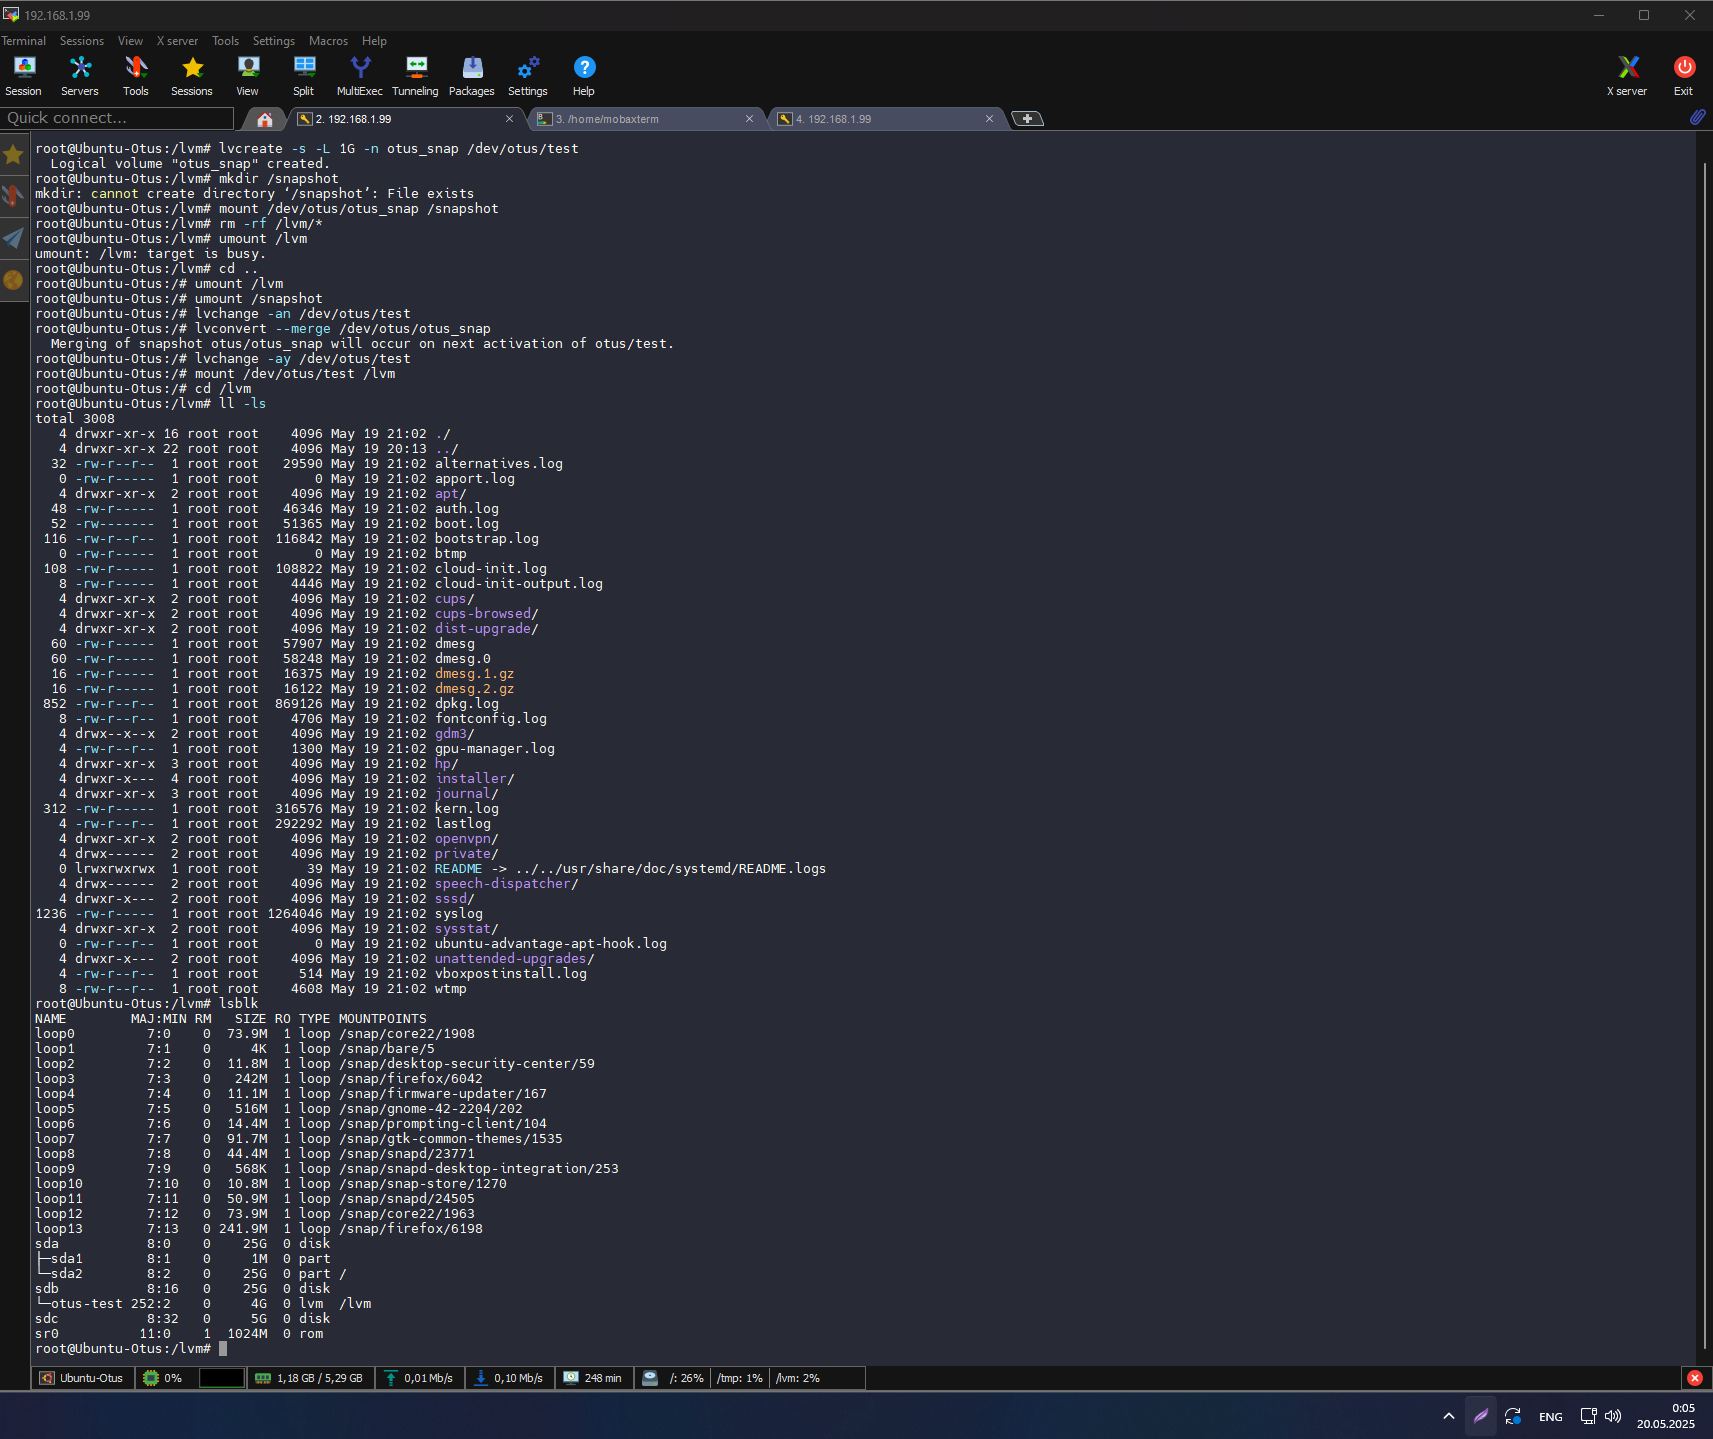 192.168.1.99
Terminal Sessions View X server Tools Settings Macros Help
Session Servers Tools Sessions View Split MultiExec Tunneling Packages Settings Help X server Exit
Quick connect... 2. 192.168.1.99 3. /home/mobaxterm 4. 192.168.1.99
root@Ubuntu-Otus:/lvm# lvcreate -s -L 1G -n otus_snap /dev/otus/test
  Logical volume "otus_snap" created.
root@Ubuntu-Otus:/lvm# mkdir /snapshot
mkdir: cannot create directory ‘/snapshot’: File exists
root@Ubuntu-Otus:/lvm# mount /dev/otus/otus_snap /snapshot
root@Ubuntu-Otus:/lvm# rm -rf /lvm/*
root@Ubuntu-Otus:/lvm# umount /lvm
umount: /lvm: target is busy.
root@Ubuntu-Otus:/lvm# cd ..
root@Ubuntu-Otus:/# umount /lvm
root@Ubuntu-Otus:/# umount /snapshot
root@Ubuntu-Otus:/# lvchange -an /dev/otus/test
root@Ubuntu-Otus:/# lvconvert --merge /dev/otus/otus_snap
  Merging of snapshot otus/otus_snap will occur on next activation of otus/test.
root@Ubuntu-Otus:/# lvchange -ay /dev/otus/test
root@Ubuntu-Otus:/# mount /dev/otus/test /lvm
root@Ubuntu-Otus:/# cd /lvm
root@Ubuntu-Otus:/lvm# ll -ls
total 3008
   4 drwxr-xr-x 16 root root    4096 May 19 21:02 ./
   4 drwxr-xr-x 22 root root    4096 May 19 20:13 ../
  32 -rw-r--r--  1 root root   29590 May 19 21:02 alternatives.log
   0 -rw-r-----  1 root root       0 May 19 21:02 apport.log
   4 drwxr-xr-x  2 root root    4096 May 19 21:02 apt/
  48 -rw-r-----  1 root root   46346 May 19 21:02 auth.log
  52 -rw-------  1 root root   51365 May 19 21:02 boot.log
 116 -rw-r--r--  1 root root  116842 May 19 21:02 bootstrap.log
   0 -rw-r-----  1 root root       0 May 19 21:02 btmp
 108 -rw-r-----  1 root root  108822 May 19 21:02 cloud-init.log
   8 -rw-r-----  1 root root    4446 May 19 21:02 cloud-init-output.log
   4 drwxr-xr-x  2 root root    4096 May 19 21:02 cups/
   4 drwxr-xr-x  2 root root    4096 May 19 21:02 cups-browsed/
   4 drwxr-xr-x  2 root root    4096 May 19 21:02 dist-upgrade/
  60 -rw-r-----  1 root root   57907 May 19 21:02 dmesg
  60 -rw-r-----  1 root root   58248 May 19 21:02 dmesg.0
  16 -rw-r-----  1 root root   16375 May 19 21:02 dmesg.1.gz
  16 -rw-r-----  1 root root   16122 May 19 21:02 dmesg.2.gz
 852 -rw-r--r--  1 root root  869126 May 19 21:02 dpkg.log
   8 -rw-r--r--  1 root root    4706 May 19 21:02 fontconfig.log
   4 drwx--x--x  2 root root    4096 May 19 21:02 gdm3/
   4 -rw-r--r--  1 root root    1300 May 19 21:02 gpu-manager.log
   4 drwxr-xr-x  3 root root    4096 May 19 21:02 hp/
   4 drwxr-x---  4 root root    4096 May 19 21:02 installer/
   4 drwxr-xr-x  3 root root    4096 May 19 21:02 journal/
 312 -rw-r-----  1 root root  316576 May 19 21:02 kern.log
   4 -rw-r--r--  1 root root  292292 May 19 21:02 lastlog
   4 drwxr-xr-x  2 root root    4096 May 19 21:02 openvpn/
   4 drwx------  2 root root    4096 May 19 21:02 private/
   0 lrwxrwxrwx  1 root root      39 May 19 21:02 README -> ../../usr/share/doc/systemd/README.logs
   4 drwx------  2 root root    4096 May 19 21:02 speech-dispatcher/
   4 drwxr-x---  2 root root    4096 May 19 21:02 sssd/
1236 -rw-r-----  1 root root 1264046 May 19 21:02 syslog
   4 drwxr-xr-x  2 root root    4096 May 19 21:02 sysstat/
   0 -rw-r--r--  1 root root       0 May 19 21:02 ubuntu-advantage-apt-hook.log
   4 drwxr-x---  2 root root    4096 May 19 21:02 unattended-upgrades/
   4 -rw-r--r--  1 root root     514 May 19 21:02 vboxpostinstall.log
   8 -rw-r--r--  1 root root    4608 May 19 21:02 wtmp
root@Ubuntu-Otus:/lvm# lsblk
NAME        MAJ:MIN RM   SIZE RO TYPE MOUNTPOINTS
loop0         7:0    0  73.9M  1 loop /snap/core22/1908
loop1         7:1    0     4K  1 loop /snap/bare/5
loop2         7:2    0  11.8M  1 loop /snap/desktop-security-center/59
loop3         7:3    0   242M  1 loop /snap/firefox/6042
loop4         7:4    0  11.1M  1 loop /snap/firmware-updater/167
loop5         7:5    0   516M  1 loop /snap/gnome-42-2204/202
loop6         7:6    0  14.4M  1 loop /snap/prompting-client/104
loop7         7:7    0  91.7M  1 loop /snap/gtk-common-themes/1535
loop8         7:8    0  44.4M  1 loop /snap/snapd/23771
loop9         7:9    0   568K  1 loop /snap/snapd-desktop-integration/253
loop10        7:10   0  10.8M  1 loop /snap/snap-store/1270
loop11        7:11   0  50.9M  1 loop /snap/snapd/24505
loop12        7:12   0  73.9M  1 loop /snap/core22/1963
loop13        7:13   0 241.9M  1 loop /snap/firefox/6198
sda           8:0    0    25G  0 disk
├─sda1        8:1    0     1M  0 part
└─sda2        8:2    0    25G  0 part /
sdb           8:16   0    25G  0 disk
└─otus-test 252:2    0     4G  0 lvm  /lvm
sdc           8:32   0     5G  0 disk
sr0          11:0    1  1024M  0 rom
root@Ubuntu-Otus:/lvm#
Ubuntu-Otus 0% 1,18 GB / 5,29 GB 0,01 Mb/s 0,10 Mb/s 248 min /: 26% /tmp: 1% /lvm: 2%
ENG 0:05
20.05.2025